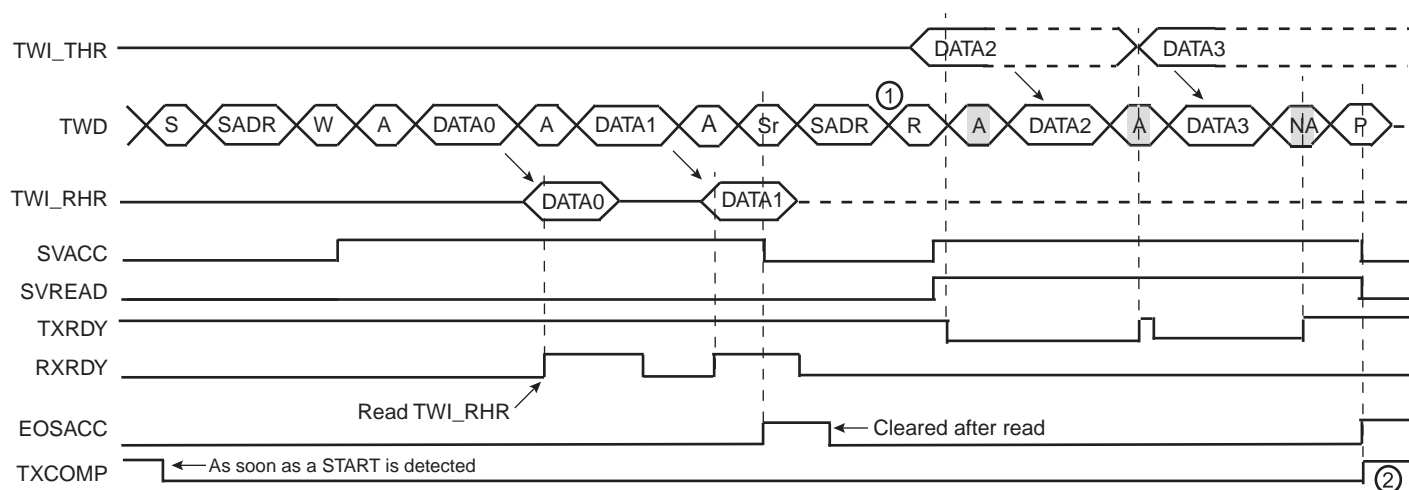 TWI_THR DATA2 DATA3
①
TWD S SADR W A DATA0 A DATA1 A Sr SADR R A DATA2 A DATA3 NA P
TWI_RHR DATA0 DATA1
SVACC
SVREAD
TXRDY
RXRDY
Read TWI_RHR
EOSACC Cleared after read
TXCOMP As soon as a START is detected ②